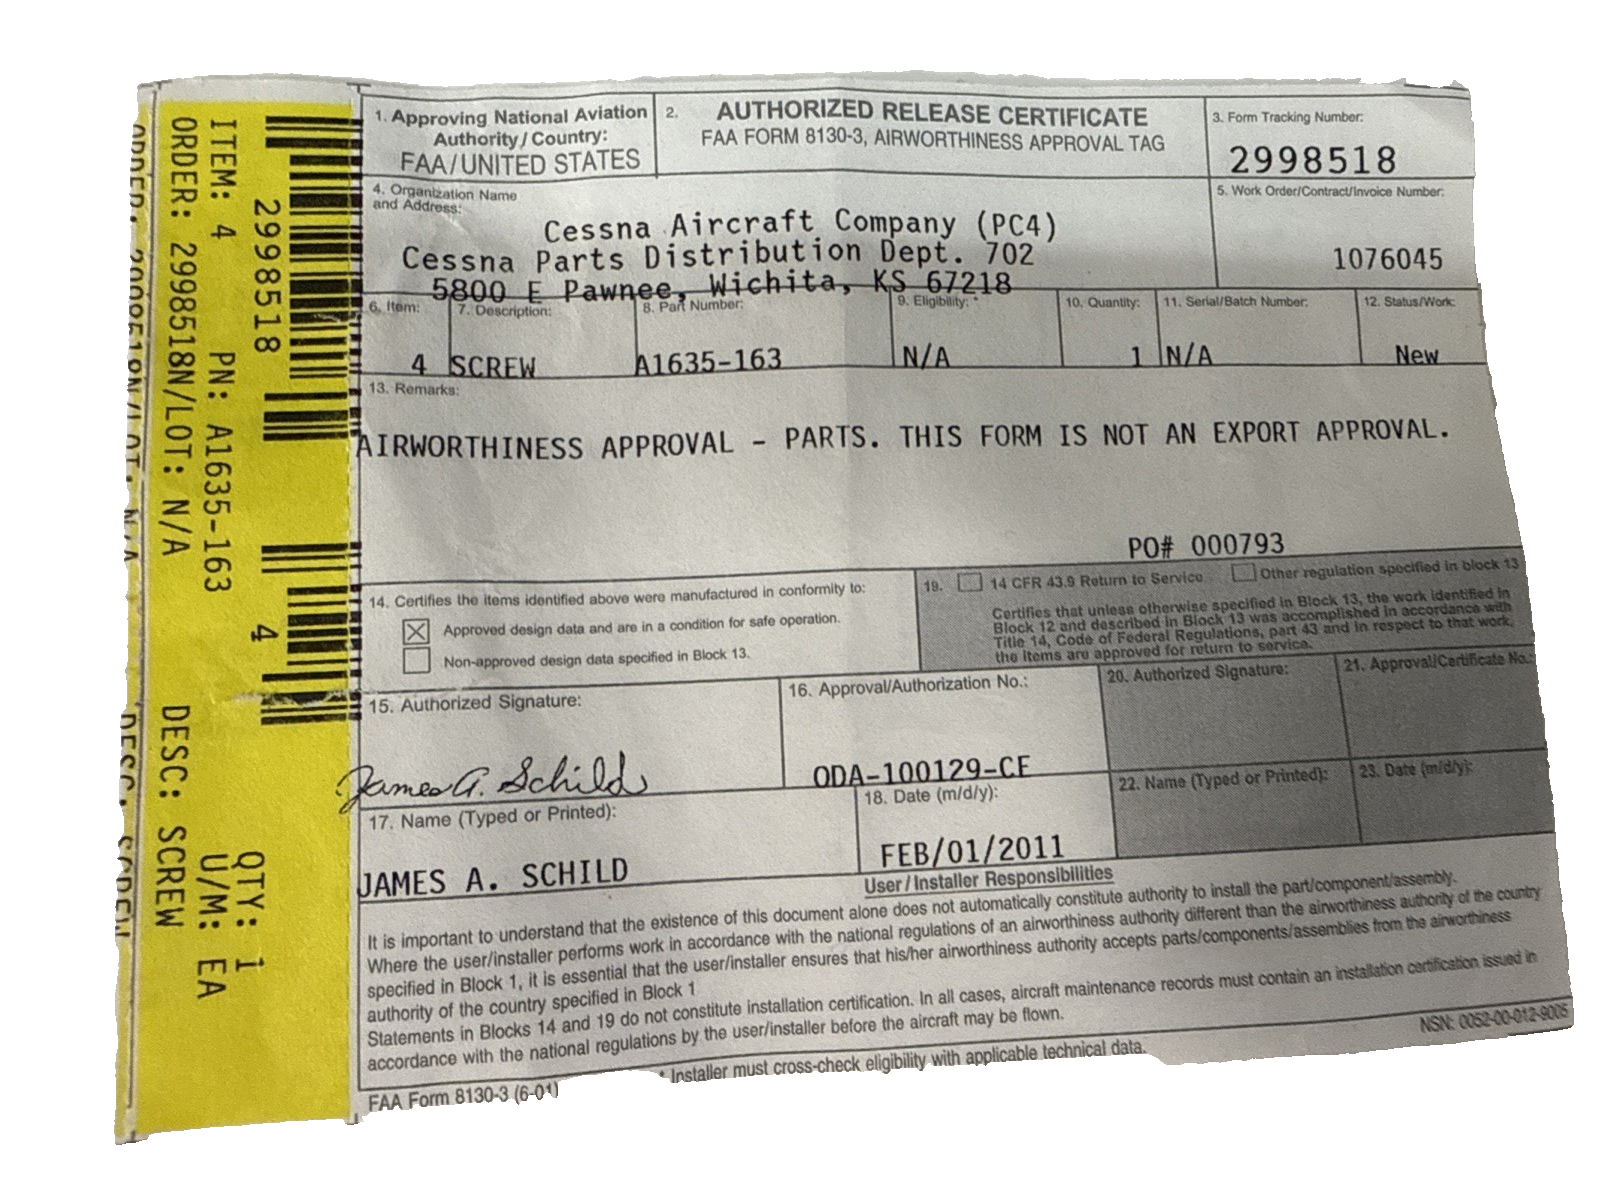 1. Approving National Aviation
Authority / Country:
FAA/UNITED STATES
2. AUTHORIZED RELEASE CERTIFICATE
FAA FORM 8130-3, AIRWORTHINESS APPROVAL TAG
3. Form Tracking Number:
2998518
4. Organization Name
and Address:
Cessna Aircraft Company (PC4)
Cessna Parts Distribution Dept. 702
5800 E Pawnee, Wichita, KS 67218
5. Work Order/Contract/Invoice Number:
1076045
6. Item:
4
7. Description:
SCREW
8. Part Number:
A1635-163
9. Eligibility: *
N/A
10. Quantity:
1
11. Serial/Batch Number:
N/A
12. Status/Work:
New
13. Remarks:
AIRWORTHINESS APPROVAL - PARTS. THIS FORM IS NOT AN EXPORT APPROVAL.
PO# 000793
14. Certifies the items identified above were manufactured in conformity to:
Approved design data and are in a condition for safe operation.
Non-approved design data specified in Block 13.
19. 14 CFR 43.9 Return to Service Other regulation specified in block 13
Certifies that unless otherwise specified in Block 13, the work identified in
Block 12 and described in Block 13 was accomplished in accordance with
Title 14, Code of Federal Regulations, part 43 and in respect to that work,
the items are approved for return to service.
15. Authorized Signature:
James A. Schild
16. Approval/Authorization No.:
ODA-100129-CE
20. Authorized Signature:
21. Approval/Certificate No.:
17. Name (Typed or Printed):
JAMES A. SCHILD
18. Date (m/d/y):
FEB/01/2011
22. Name (Typed or Printed):
23. Date (m/d/y):
User / Installer Responsibilities
It is important to understand that the existence of this document alone does not automatically constitute authority to install the part/component/assembly.
Where the user/installer performs work in accordance with the national regulations of an airworthiness authority different than the airworthiness authority of the country
specified in Block 1, it is essential that the user/installer ensures that his/her airworthiness authority accepts parts/components/assemblies from the airworthiness
authority of the country specified in Block 1
Statements in Blocks 14 and 19 do not constitute installation certification. In all cases, aircraft maintenance records must contain an installation certification issued in
accordance with the national regulations by the user/installer before the aircraft may be flown.
* Installer must cross-check eligibility with applicable technical data.
FAA Form 8130-3 (6-01)
NSN: 0052-00-012-9005
2998518
4
QTY: 1
ITEM: 4 PN: A1635-163 U/M: EA
ORDER: 2998518N/LOT: N/A DESC: SCREW